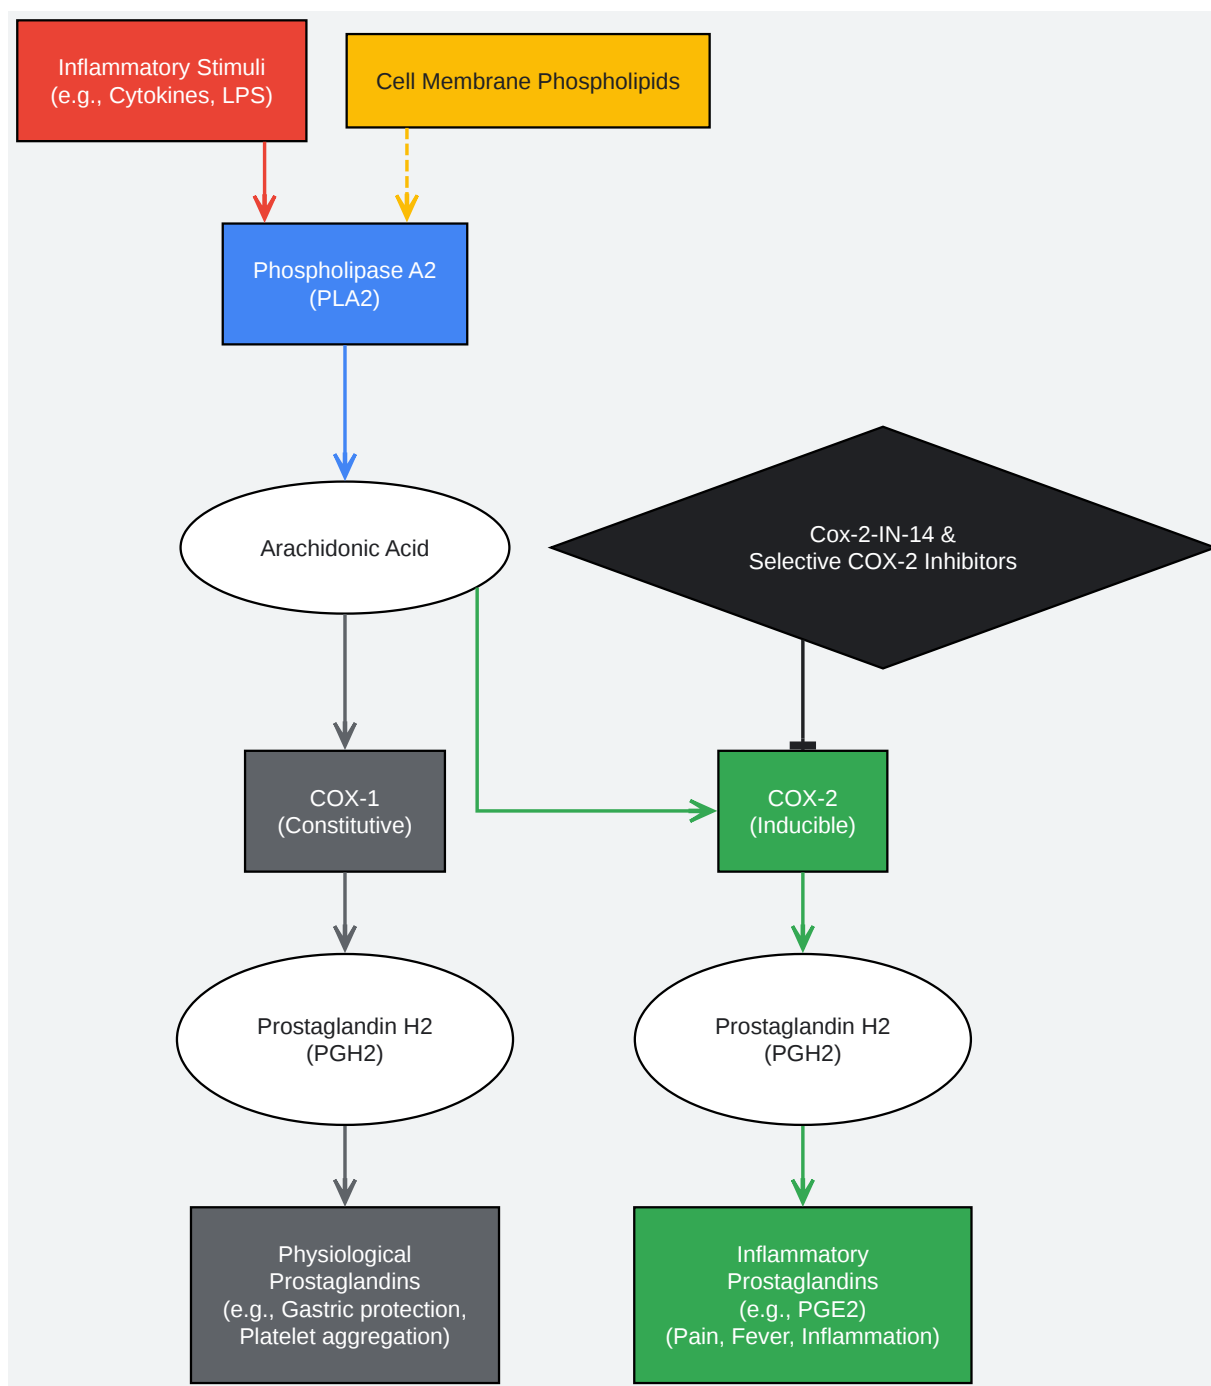 Inflammatory Stimuli
(e.g., Cytokines, LPS)
Cell Membrane Phospholipids
Phospholipase A2
(PLA2)
Arachidonic Acid
Cox-2-IN-14 &
Selective COX-2 Inhibitors
COX-1
(Constitutive)
COX-2
(Inducible)
Prostaglandin H2
(PGH2)
Prostaglandin H2
(PGH2)
Physiological
Prostaglandins
(e.g., Gastric protection,
Platelet aggregation)
Inflammatory
Prostaglandins
(e.g., PGE2)
(Pain, Fever, Inflammation)